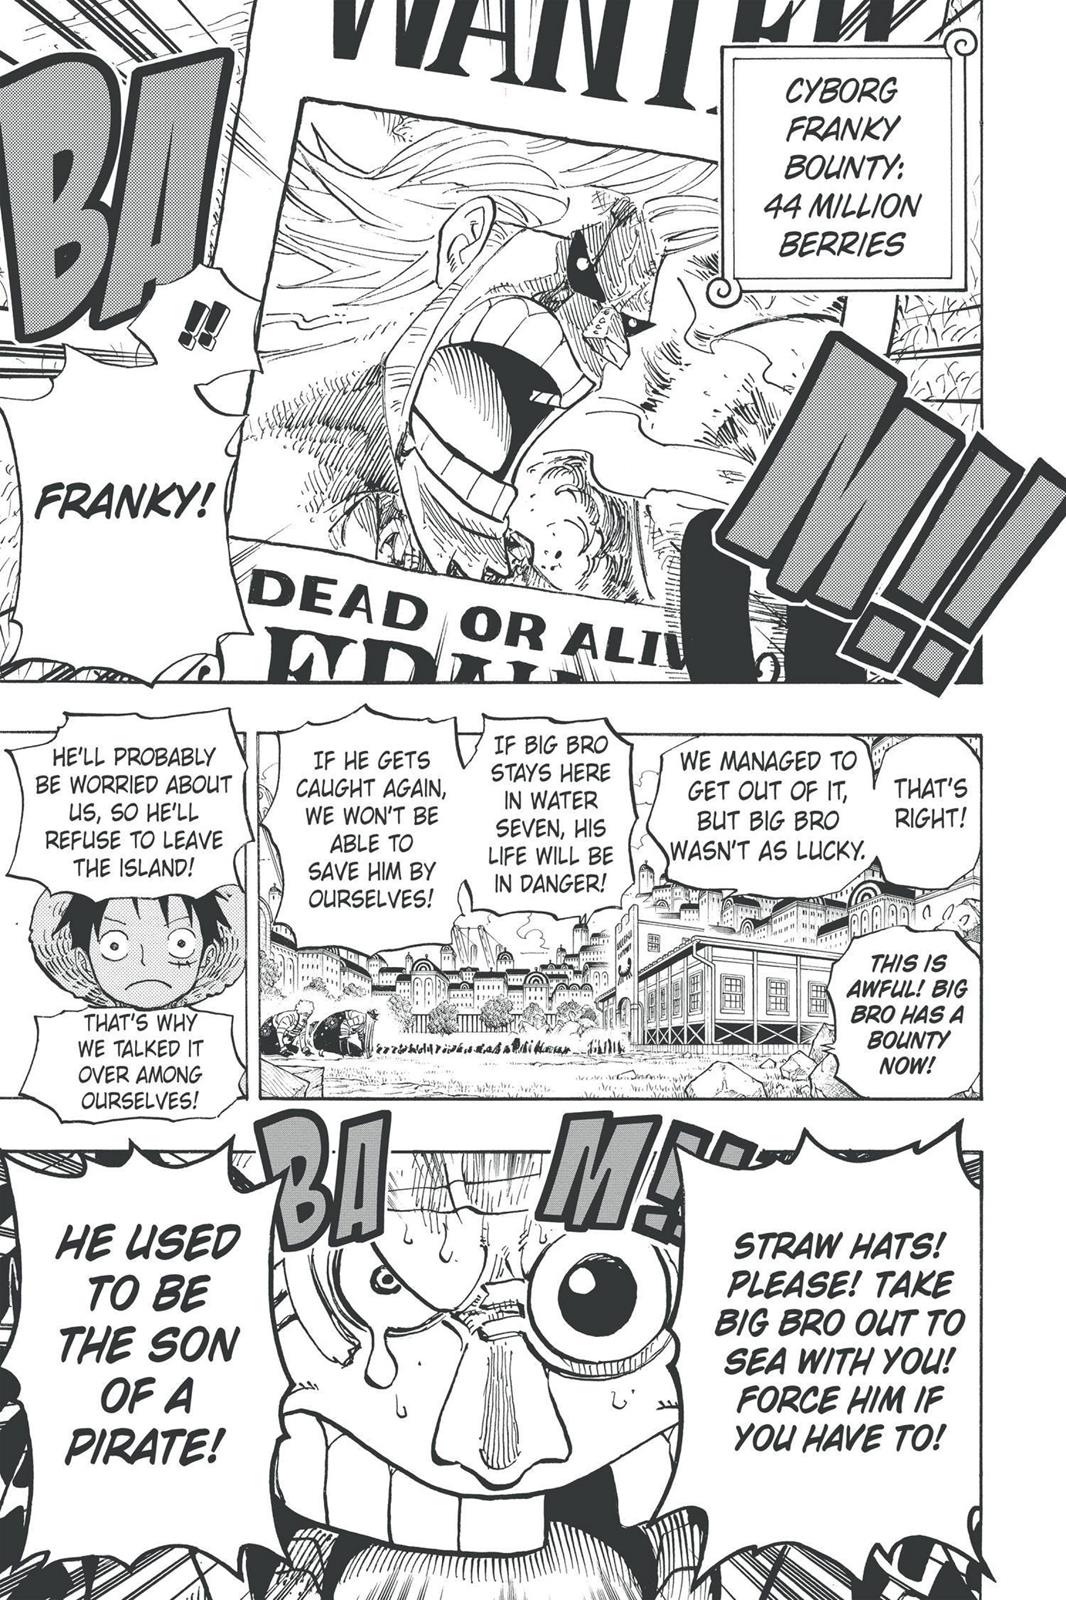 WANTED
CYBORG
FRANKY
BOUNTY:
44 MILLION
BERRIES
BA
M!!
!!
FRANKY!
DEAD OR ALIV
THAT'S
RIGHT!
WE MANAGED TO
GET OUT OF IT,
BUT BIG BRO
WASN'T AS LUCKY.
THIS IS
AWFUL! BIG
BRO HAS A
BOUNTY
NOW!
IF BIG BRO
STAYS HERE
IN WATER
SEVEN, HIS
LIFE WILL BE
IN DANGER!
IF HE GETS
CAUGHT AGAIN,
WE WON'T BE
ABLE TO
SAVE HIM BY
OURSELVES!
HE'LL PROBABLY
BE WORRIED ABOUT
US, SO HE'LL
REFUSE TO LEAVE
THE ISLAND!
THAT'S WHY
WE TALKED IT
OVER AMONG
OURSELVES!
STRAW HATS!
PLEASE! TAKE
BIG BRO OUT TO
SEA WITH YOU!
FORCE HIM IF
YOU HAVE TO!
BA
M!!
HE USED
TO BE
THE SON
OF A
PIRATE!